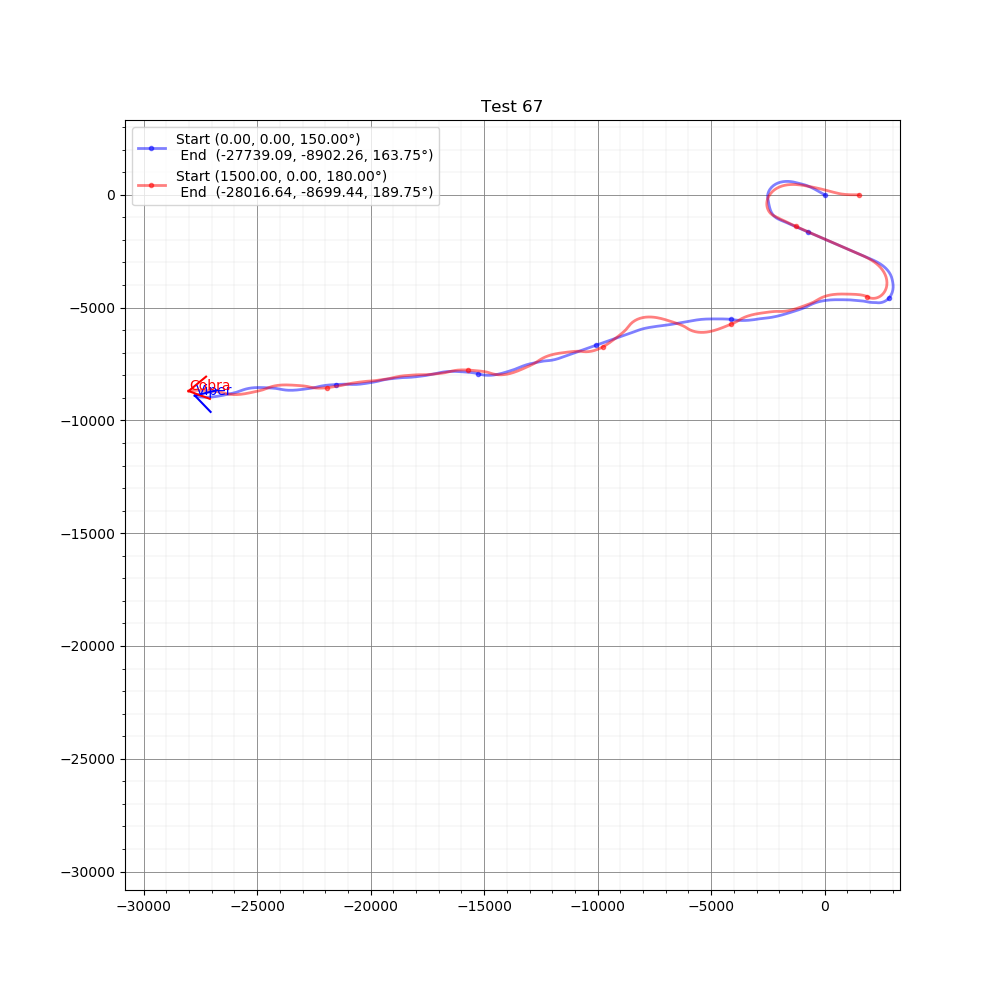 Test 67
Start (0.00, 0.00, 150.00°)
End (-27739.09, -8902.26, 163.75°)
Start (1500.00, 0.00, 180.00°)
End (-28016.64, -8699.44, 189.75°)
0
−5000
−10000
−15000
−20000
−25000
−30000
Cobra
Viper
−30000 −25000 −20000 −15000 −10000 −5000 0